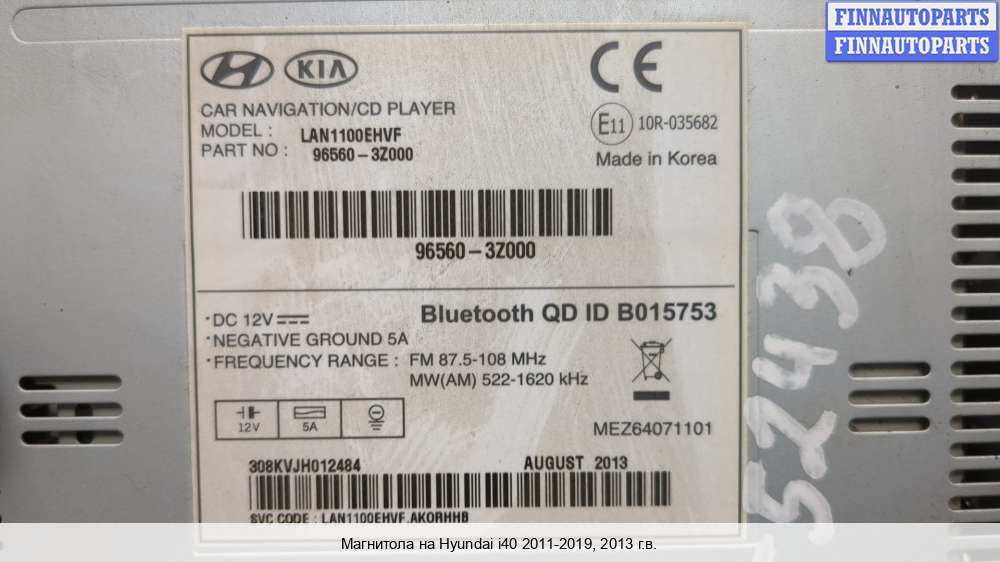 FINNAUTOPARTS
FINNAUTOPARTS
KIA
CE
CAR NAVIGATION/CD PLAYER
MODEL : LAN1100EHVF
PART NO : 96560-3Z000
E11 10R-035682
Made in Korea
96560-3Z000
Bluetooth QD ID B015753
·DC 12V
·NEGATIVE GROUND 5A
·FREQUENCY RANGE : FM 87.5-108 MHz
MW(AM) 522-1620 kHz
12V 5A
MEZ64071101
308KVJH012484
AUGUST 2013
SVC CODE : LAN1100EHVF.AKORHHB
52438
Магнитола на Hyundai i40 2011-2019, 2013 г.в.